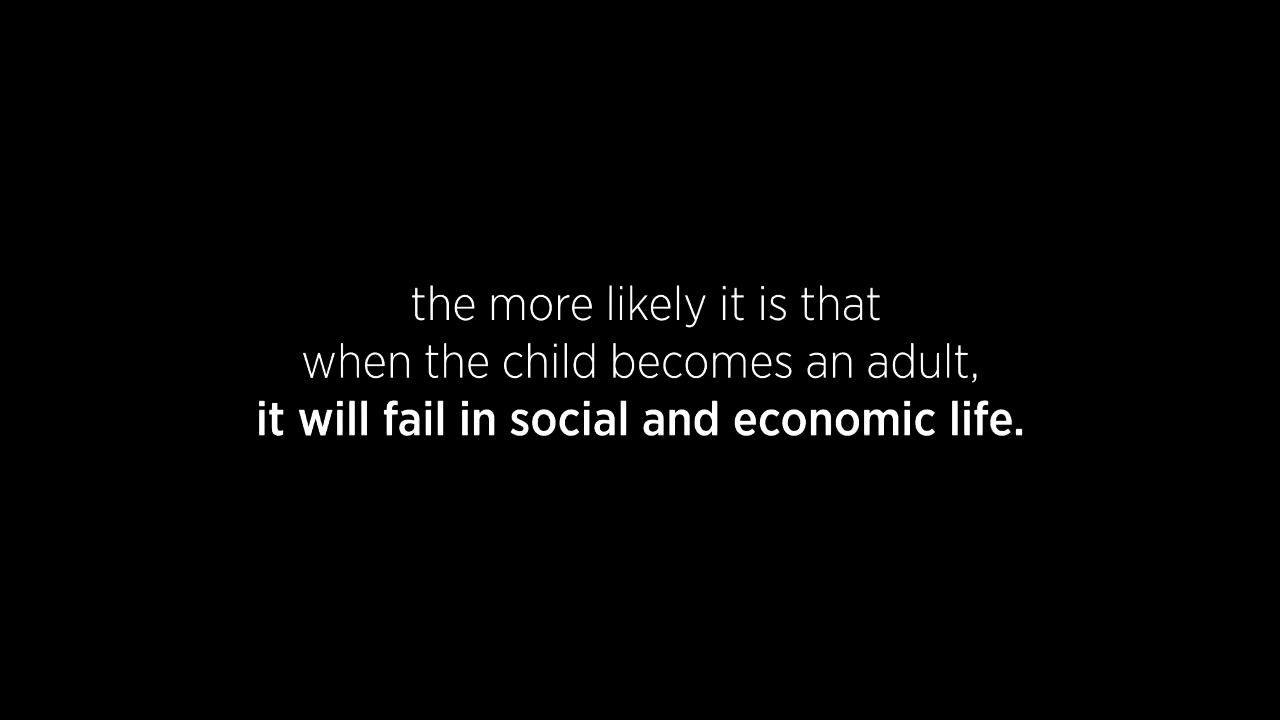 the more likely it is that
when the child becomes an adult,
it will fail in social and economic life.